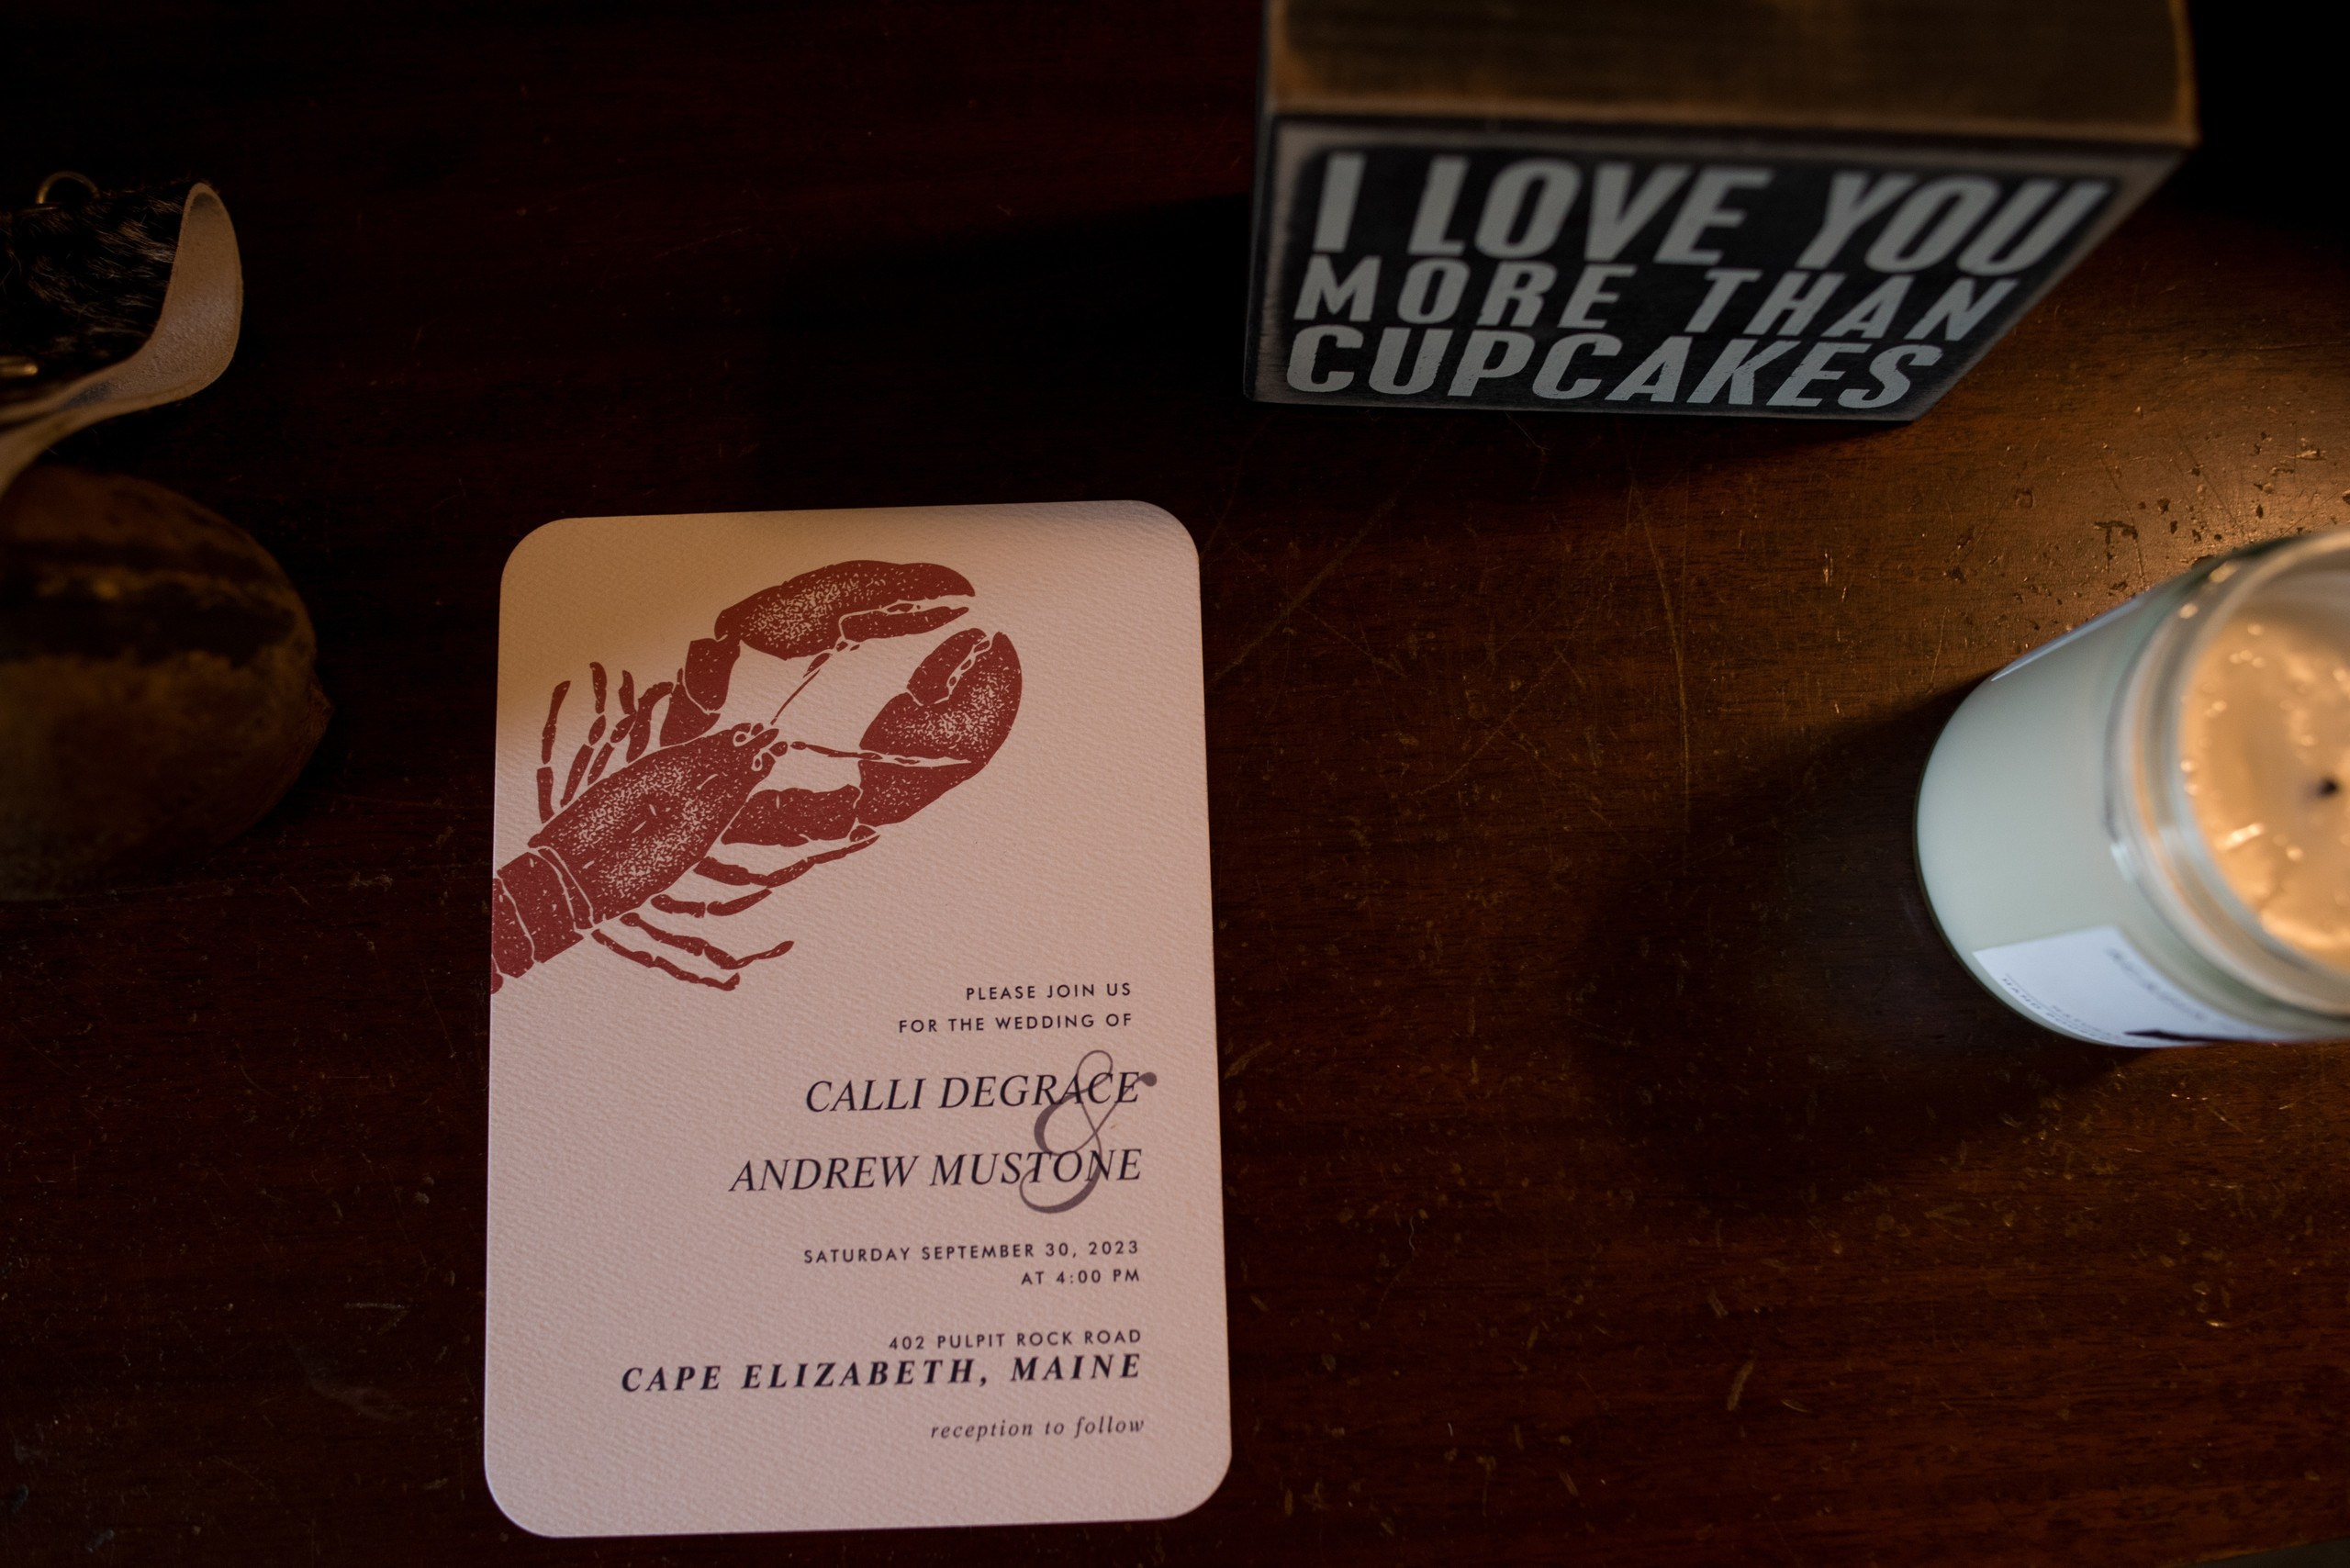 I LOVE YOU
MORE THAN
CUPCAKES
PLEASE JOIN US
FOR THE WEDDING OF
CALLI DEGRACE
&
ANDREW MUSTONE
SATURDAY SEPTEMBER 30, 2023
AT 4:00 PM
402 PULPIT ROCK ROAD
CAPE ELIZABETH, MAINE
reception to follow